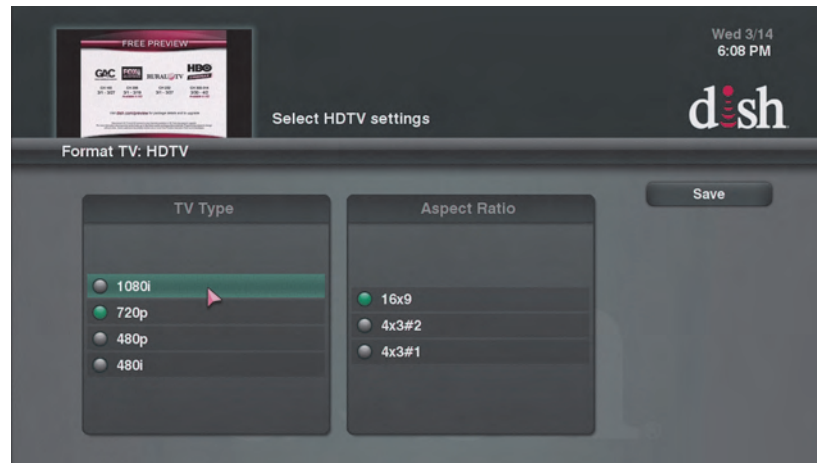 FREE PREVIEW
GAC
RURAL TV
HBO
Wed 3/14
6:08 PM
dish
Select HDTV settings
Format TV: HDTV
Save
TV Type
Aspect Ratio
1080i
720p
480p
480i
16x9
4x3#2
4x3#1